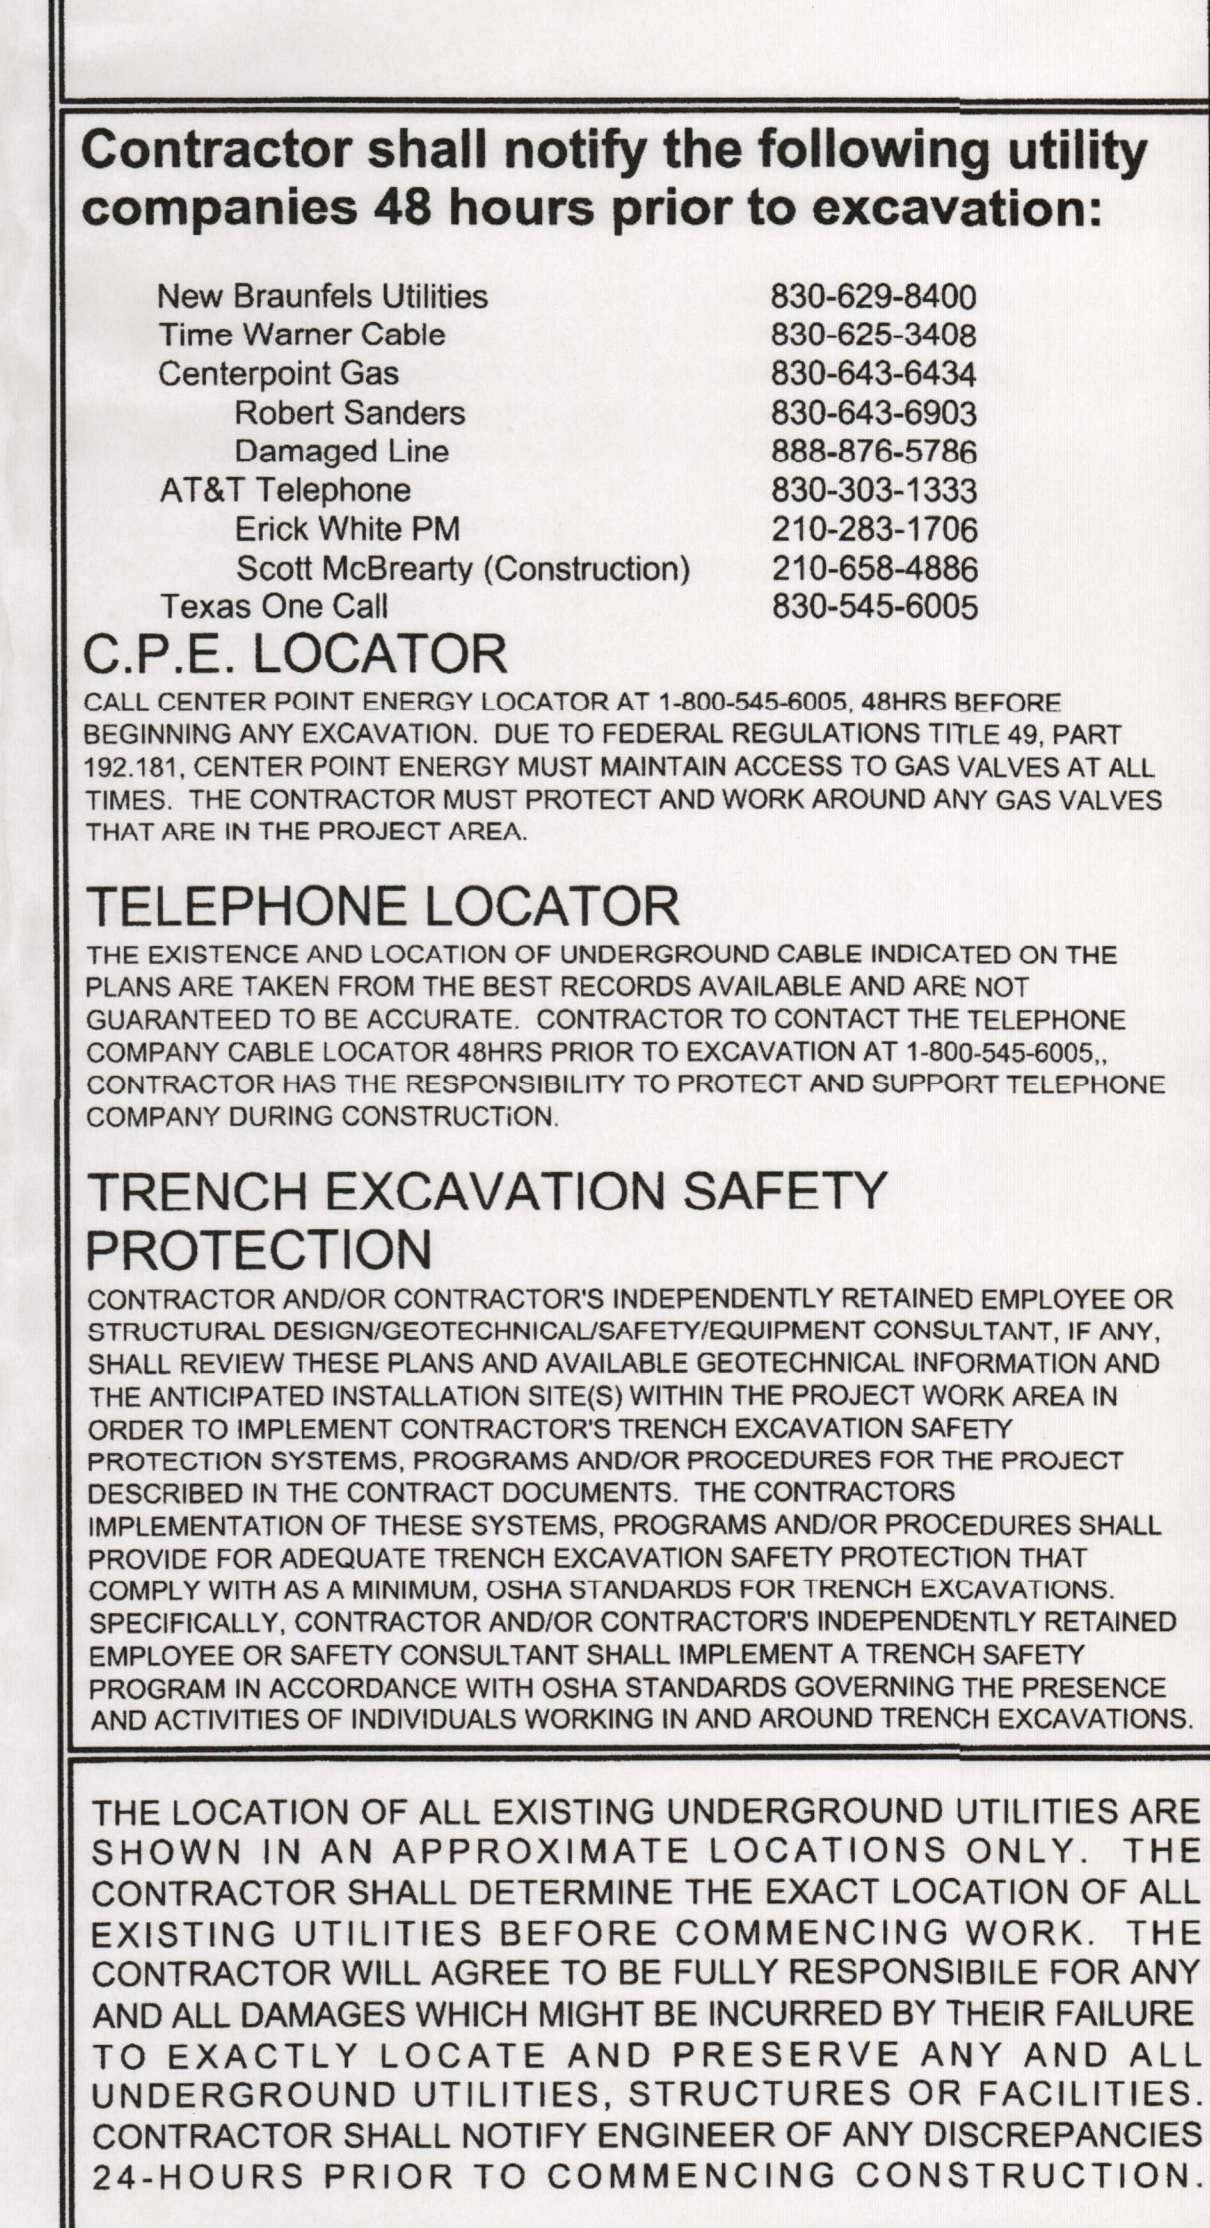 Contractor shall notify the following utility
companies 48 hours prior to excavation:
New Braunfels Utilities 830-629-8400
Time Warner Cable 830-625-3408
Centerpoint Gas 830-643-6434
Robert Sanders 830-643-6903
Damaged Line 888-876-5786
AT&T Telephone 830-303-1333
Erick White PM 210-283-1706
Scott McBrearty (Construction) 210-658-4886
Texas One Call 830-545-6005
C.P.E. LOCATOR
CALL CENTER POINT ENERGY LOCATOR AT 1-800-545-6005, 48HRS BEFORE
BEGINNING ANY EXCAVATION. DUE TO FEDERAL REGULATIONS TITLE 49, PART
192.181, CENTER POINT ENERGY MUST MAINTAIN ACCESS TO GAS VALVES AT ALL
TIMES. THE CONTRACTOR MUST PROTECT AND WORK AROUND ANY GAS VALVES
THAT ARE IN THE PROJECT AREA.
TELEPHONE LOCATOR
THE EXISTENCE AND LOCATION OF UNDERGROUND CABLE INDICATED ON THE
PLANS ARE TAKEN FROM THE BEST RECORDS AVAILABLE AND ARE NOT
GUARANTEED TO BE ACCURATE. CONTRACTOR TO CONTACT THE TELEPHONE
COMPANY CABLE LOCATOR 48HRS PRIOR TO EXCAVATION AT 1-800-545-6005,,
CONTRACTOR HAS THE RESPONSIBILITY TO PROTECT AND SUPPORT TELEPHONE
COMPANY DURING CONSTRUCTION.
TRENCH EXCAVATION SAFETY
PROTECTION
CONTRACTOR AND/OR CONTRACTOR'S INDEPENDENTLY RETAINED EMPLOYEE OR
STRUCTURAL DESIGN/GEOTECHNICAL/SAFETY/EQUIPMENT CONSULTANT, IF ANY,
SHALL REVIEW THESE PLANS AND AVAILABLE GEOTECHNICAL INFORMATION AND
THE ANTICIPATED INSTALLATION SITE(S) WITHIN THE PROJECT WORK AREA IN
ORDER TO IMPLEMENT CONTRACTOR'S TRENCH EXCAVATION SAFETY
PROTECTION SYSTEMS, PROGRAMS AND/OR PROCEDURES FOR THE PROJECT
DESCRIBED IN THE CONTRACT DOCUMENTS. THE CONTRACTORS
IMPLEMENTATION OF THESE SYSTEMS, PROGRAMS AND/OR PROCEDURES SHALL
PROVIDE FOR ADEQUATE TRENCH EXCAVATION SAFETY PROTECTION THAT
COMPLY WITH AS A MINIMUM, OSHA STANDARDS FOR TRENCH EXCAVATIONS.
SPECIFICALLY, CONTRACTOR AND/OR CONTRACTOR'S INDEPENDENTLY RETAINED
EMPLOYEE OR SAFETY CONSULTANT SHALL IMPLEMENT A TRENCH SAFETY
PROGRAM IN ACCORDANCE WITH OSHA STANDARDS GOVERNING THE PRESENCE
AND ACTIVITIES OF INDIVIDUALS WORKING IN AND AROUND TRENCH EXCAVATIONS.
THE LOCATION OF ALL EXISTING UNDERGROUND UTILITIES ARE
SHOWN IN AN APPROXIMATE LOCATIONS ONLY. THE
CONTRACTOR SHALL DETERMINE THE EXACT LOCATION OF ALL
EXISTING UTILITIES BEFORE COMMENCING WORK. THE
CONTRACTOR WILL AGREE TO BE FULLY RESPONSIBILE FOR ANY
AND ALL DAMAGES WHICH MIGHT BE INCURRED BY THEIR FAILURE
TO EXACTLY LOCATE AND PRESERVE ANY AND ALL
UNDERGROUND UTILITIES, STRUCTURES OR FACILITIES.
CONTRACTOR SHALL NOTIFY ENGINEER OF ANY DISCREPANCIES
24-HOURS PRIOR TO COMMENCING CONSTRUCTION.